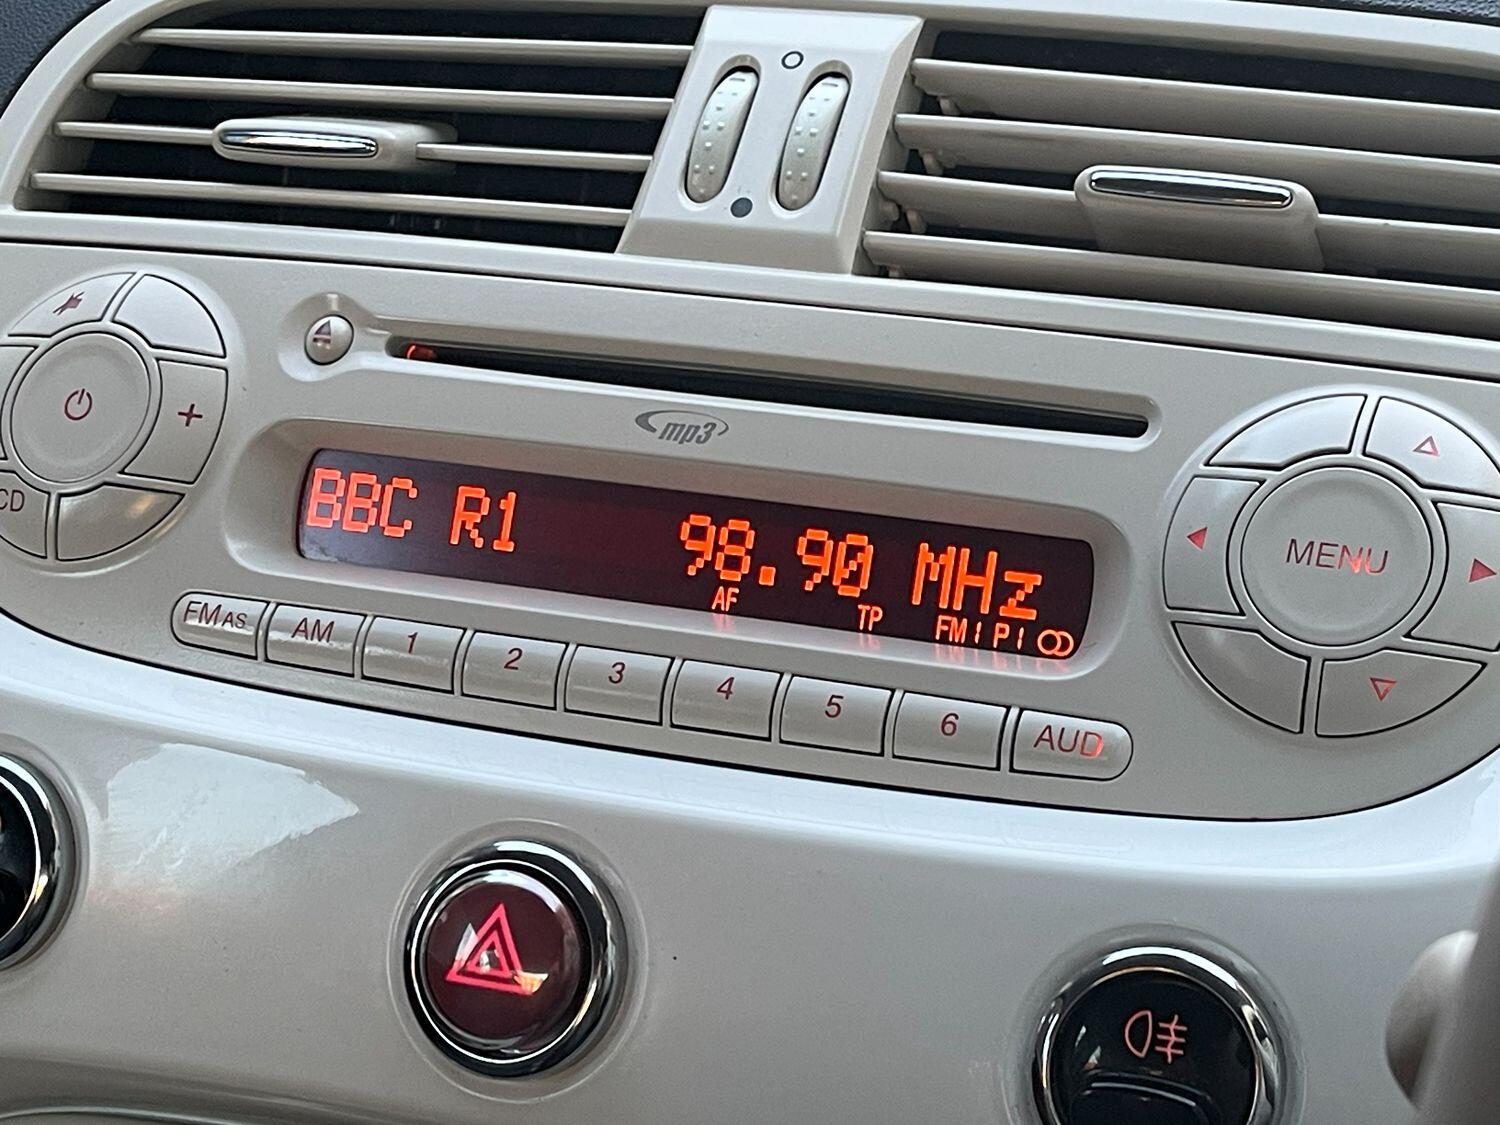 mp3
BBC R1 98.90 MHz
AF TP FM1 P1
CD
MENU
FM AS AM 1 2 3 4 5 6 AUD